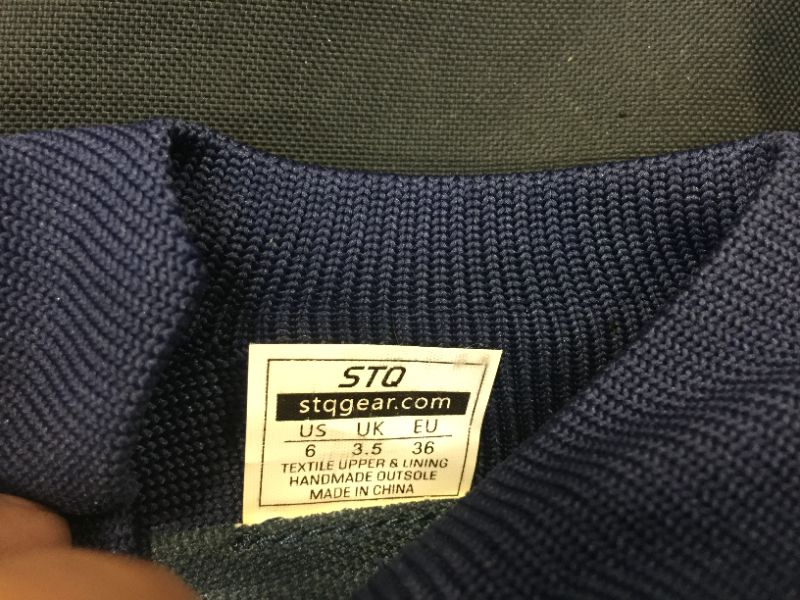 STQ
stqgear.com
US UK EU
6 3.5 36
TEXTILE UPPER & LINING
HANDMADE OUTSOLE
MADE IN CHINA